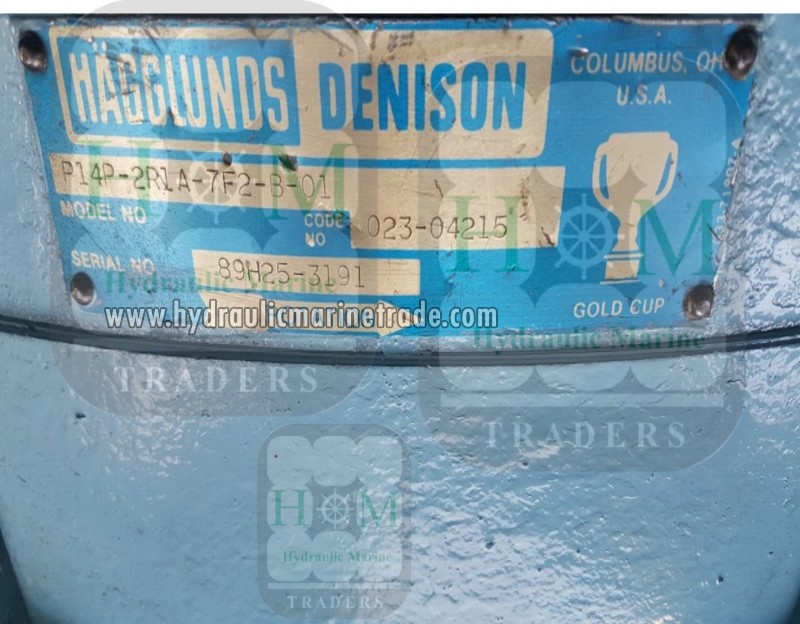 HÄGGLUNDS DENISON
COLUMBUS, OH
U.S.A.
P14P-2R1A-7F2-B-01
MODEL NO
CODE NO 023-04215
SERIAL NO 89H25-3191
GOLD CUP
www.hydraulicmarinetrade.com
H M
Hydraulic Marine
TRADERS
H M
Hydraulic Marine
TRADERS
H M
Hydraulic Marine
TRADERS